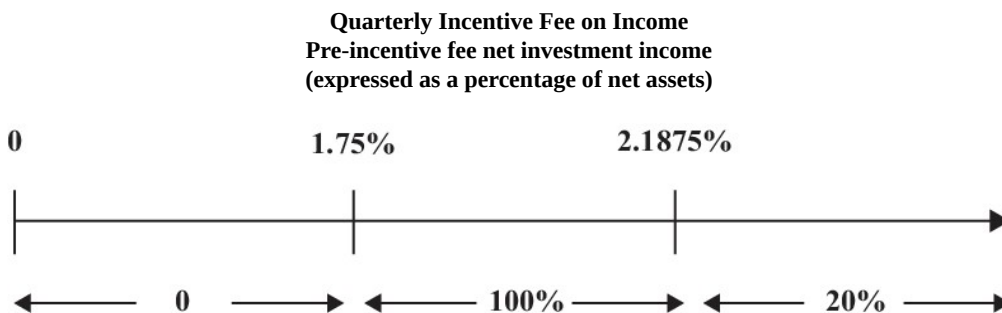 Quarterly Incentive Fee on Income
Pre-incentive fee net investment income
(expressed as a percentage of net assets)
0 1.75% 2.1875%
0 100% 20%